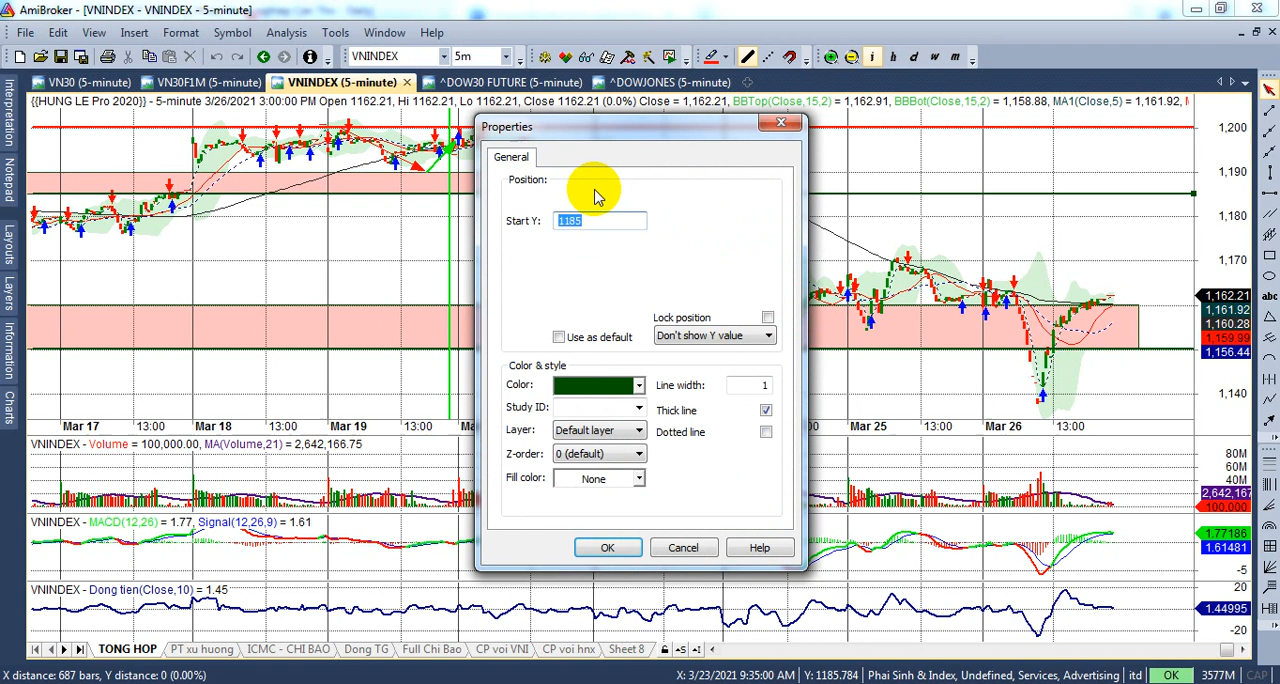 AmiBroker - [VNINDEX - VNINDEX - 5-minute]
File Edit View Insert Format Symbol Analysis Tools Window Help
VNINDEX 5m i h d w m
VN30 (5-minute) VN30F1M (5-minute) VNINDEX (5-minute) ^DOW30 FUTURE (5-minute) ^DOWJONES (5-minute)
{{HUNG LE Pro 2020}} - 5-minute 3/26/2021 3:00:00 PM Open 1162.21, Hi 1162.21, Lo 1162.21, Close 1162.21 (0.0%) Close = 1,162.21, BBTop(Close,15,2) = 1,162.91, BBBot(Close,15,2) = 1,158.88, MA1(Close,5) = 1,161.92,
Interpretation
Notepad
Layouts
Layers
Information
Charts
Properties
General
Position:
Start Y: 1185
Lock position
Use as default Don't show Y value
Color & style
Color: Line width: 1
Study ID: Thick line
Layer: Default layer Dotted line
Z-order: 0 (default)
Fill color: None
OK Cancel Help
abc
1,200
1,190
1,180
1,170
1,162.21
1,161.92
1,160.28
1,159.99
1,156.44
1,140
Mar 17 13:00 Mar 18 13:00 Mar 19 13:00 Mar 25 13:00 Mar 26 13:00
VNINDEX - Volume = 100,000.00, MA(Volume,21) = 2,642,166.75
80M
60M
40M
2,642,167
100,000
VNINDEX - MACD(12,26) = 1.77, Signal(12,26,9) = 1.61
1.77186
1.61481
-5
VNINDEX - Dong tien(Close,10) = 1.45
20
1.44995
-20
TONG HOP PT xu huong ICMC - CHI BAO Dong TG Full Chi Bao CP voi VNI CP voi hnx Sheet 8
X distance: 687 bars, Y distance: 0 (0.00%) X: 3/23/2021 9:35:00 AM Y: 1185.784 Phai Sinh & Index, Undefined, Services, Advertising itd OK 3577M CAP